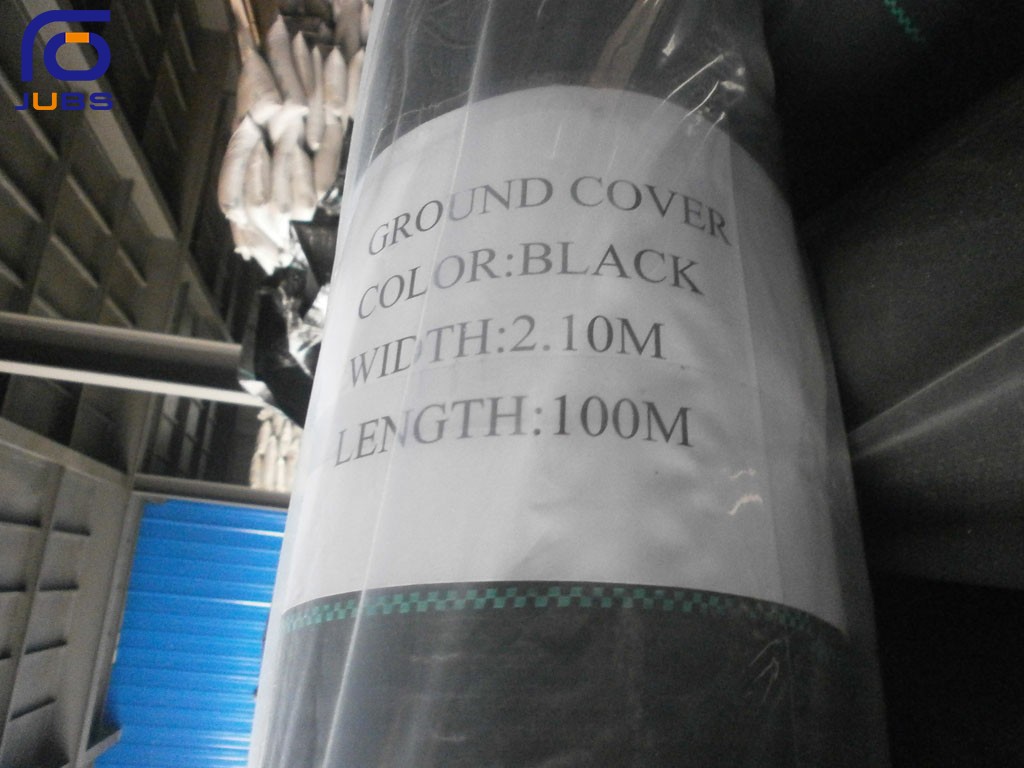 JUBS
GROUND COVER
COLOR:BLACK
WIDTH:2.10M
LENGTH:100M